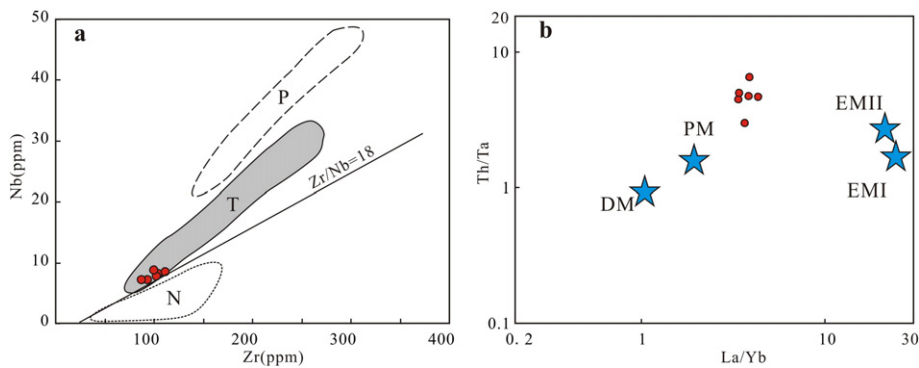 a
50
40
30
20
10
0
Nb(ppm)
P
T
N
Zr/Nb=18
100
200
300
400
Zr(ppm)
b
20
10
1
0.1
Th/Ta
EMII
PM
DM
EMI
0. 2
1
10
30
La/Yb